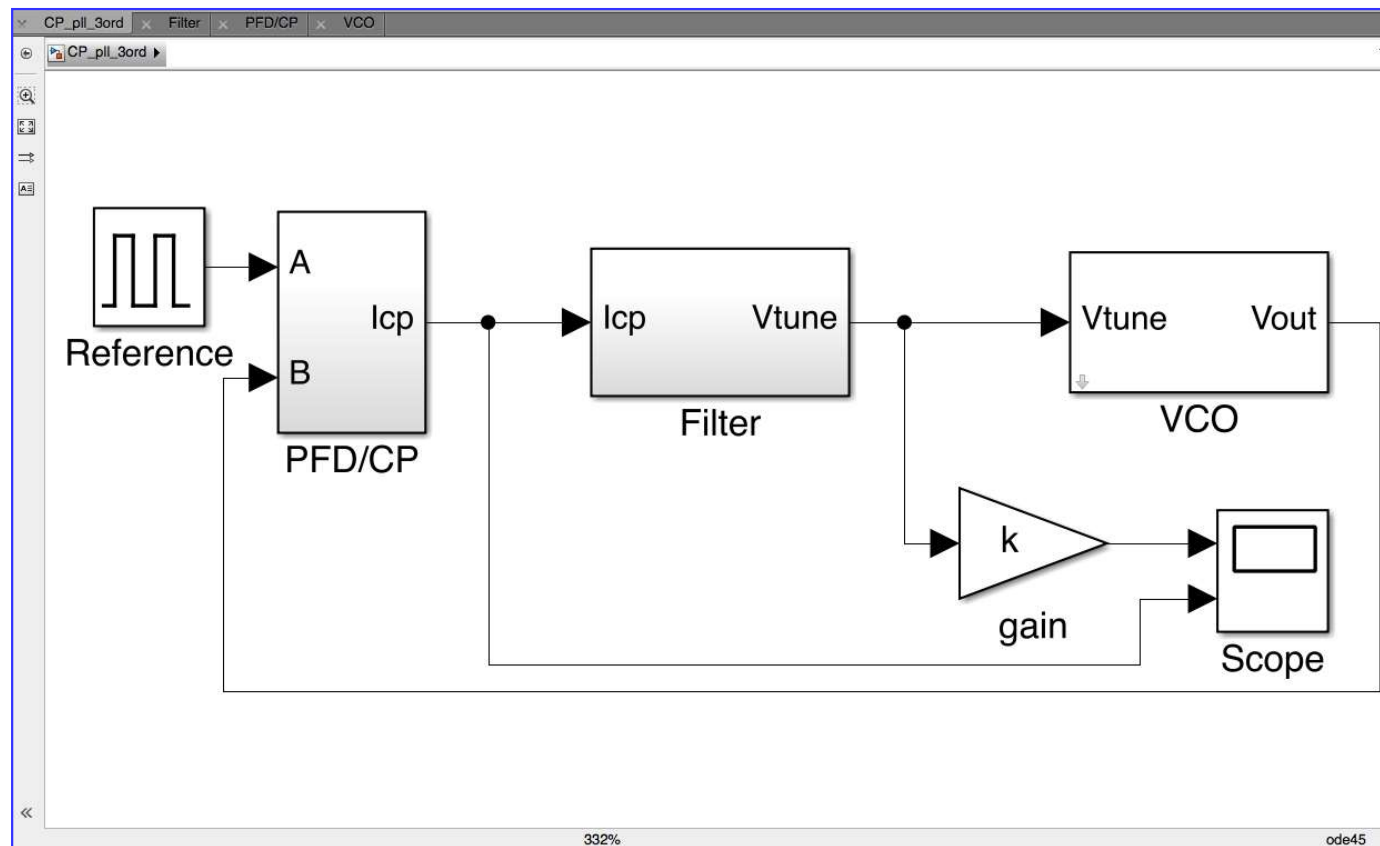 CP_pll_3ord
Filter
PFD/CP
VCO
CP_pll_3ord
A
Icp
B
Reference
PFD/CP
Icp
Vtune
Filter
Vtune
Vout
VCO
k
gain
Scope
332%
ode45